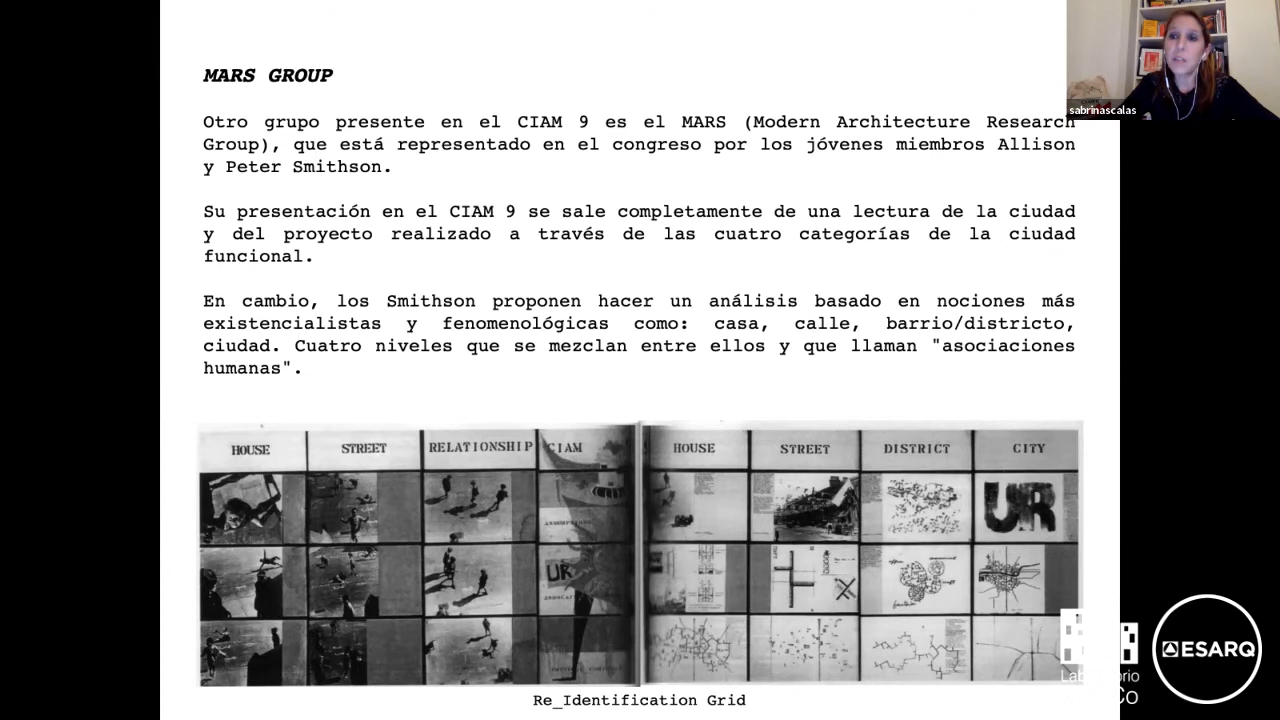 MARS GROUP
sabrinascalas
Otro grupo presente en el CIAM 9 es el MARS (Modern Architecture Research
Group), que está representado en el congreso por los jóvenes miembros Allison
y Peter Smithson.
Su presentación en el CIAM 9 se sale completamente de una lectura de la ciudad
y del proyecto realizado a través de las cuatro categorías de la ciudad
funcional.
En cambio, los Smithson proponen hacer un análisis basado en nociones más
existencialistas y fenomenológicas como: casa, calle, barrio/districto,
ciudad. Cuatro niveles que se mezclan entre ellos y que llaman "asociaciones
humanas".
HOUSE STREET RELATIONSHIP CIAM HOUSE STREET DISTRICT CITY
UR
UR
ESARQ
Re_Identification Grid